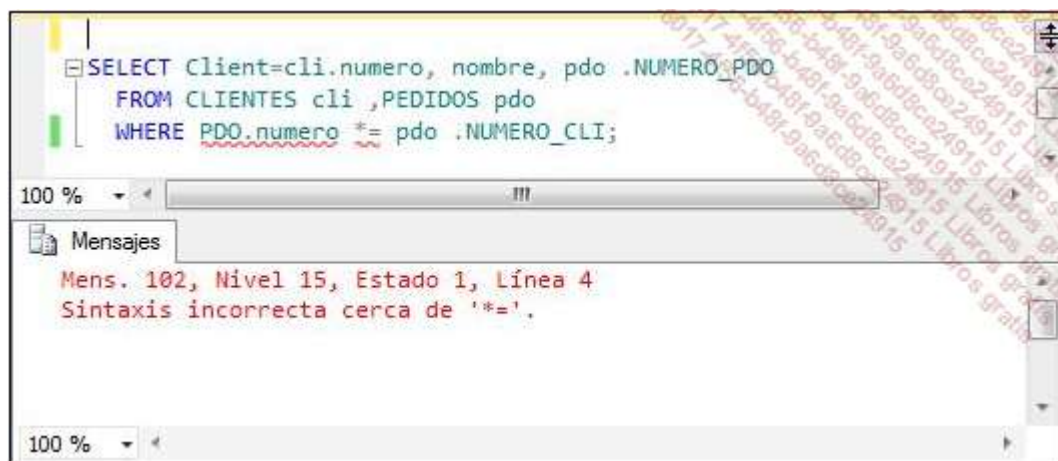 SELECT Client=cli.numero, nombre, pdo .NUMERO_PDO
FROM CLIENTES cli ,PEDIDOS pdo
WHERE PDO.numero *= pdo .NUMERO_CLI;
100 %
Mensajes
Mens. 102, Nivel 15, Estado 1, Línea 4
Sintaxis incorrecta cerca de '*='.
100 %